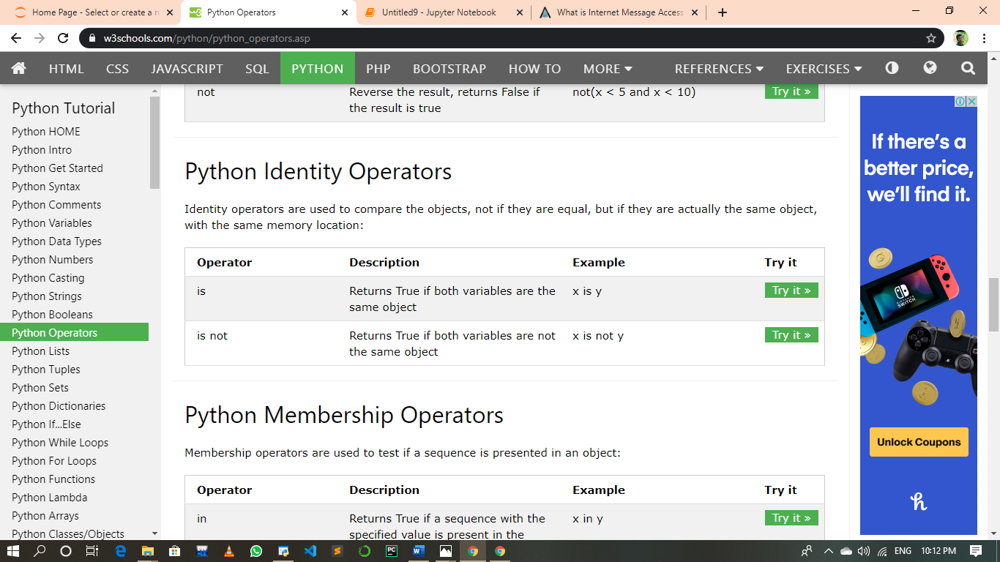 Home Page - Select or create a n
Python Operators
Untitled9 - Jupyter Notebook
What is Internet Message Access
w3schools.com/python/python_operators.asp
HTML CSS JAVASCRIPT SQL PYTHON PHP BOOTSTRAP HOW TO MORE REFERENCES EXERCISES
Python Tutorial
Python HOME
Python Intro
Python Get Started
Python Syntax
Python Comments
Python Variables
Python Data Types
Python Numbers
Python Casting
Python Strings
Python Booleans
Python Operators
Python Lists
Python Tuples
Python Sets
Python Dictionaries
Python If...Else
Python While Loops
Python For Loops
Python Functions
Python Lambda
Python Arrays
Python Classes/Objects
not Reverse the result, returns False if not(x < 5 and x < 10) Try it »
the result is true
Python Identity Operators
Identity operators are used to compare the objects, not if they are equal, but if they are actually the same object,
with the same memory location:
Operator Description Example Try it
is Returns True if both variables are the x is y Try it »
same object
is not Returns True if both variables are not x is not y Try it »
the same object
Python Membership Operators
Membership operators are used to test if a sequence is presented in an object:
Operator Description Example Try it
in Returns True if a sequence with the x in y Try it »
specified value is present in the
If there's a
better price,
we'll find it.
NINTENDO
SWITCH
Unlock Coupons
h
ENG 10:12 PM